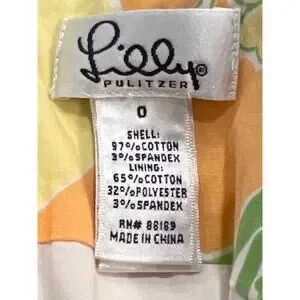 Lilly®
PULITZER
0
SHELL:
97%COTTON
3%SPANDEX
LINING:
65%COTTON
32%POLYESTER
3%SPANDEX
RN# 88189
MADE IN CHINA